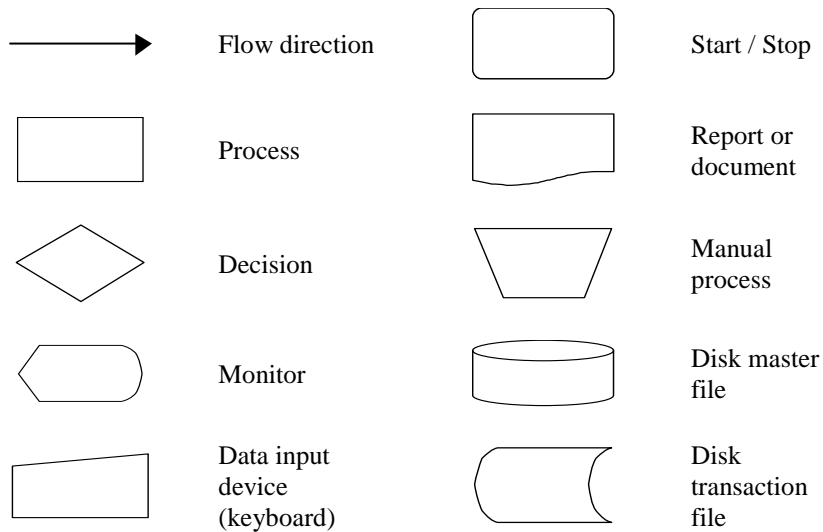 Flow direction
Start / Stop
Process
Report or
document
Decision
Manual
process
Monitor
Disk master
file
Data input
device
(keyboard)
Disk
transaction
file